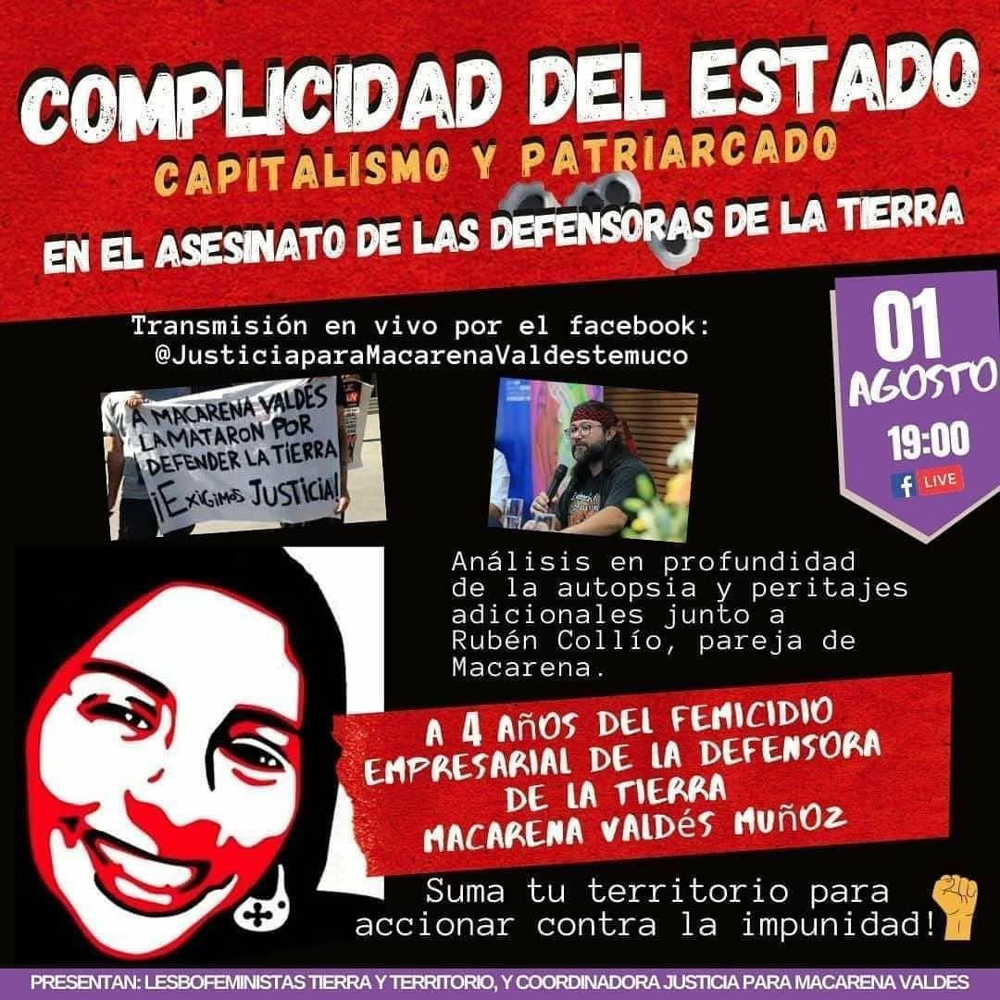 COMPLICIDAD DEL ESTADO
CAPITALISMO Y PATRIARCADO
EN EL ASESINATO DE LAS DEFENSORAS DE LA TIERRA
Transmisión en vivo por el facebook:
@JusticiaparaMacarenaValdestemuco
01
AGOSTO
19:00
f LIVE
A MACARENA VALDÉS
LA MATARON POR
DEFENDER LA TIERRA
¡EXIGIMOS JUSTICIA!
Análisis en profundidad
de la autopsia y peritajes
adicionales junto a
Rubén Collío, pareja de
Macarena.
A 4 AÑOS DEL FEMICIDIO
EMPRESARIAL DE LA DEFENSORA
DE LA TIERRA
MACARENA VALDÉS MUÑOZ
Suma tu territorio para
accionar contra la impunidad!
PRESENTAN: LESBOFEMINISTAS TIERRA Y TERRITORIO, Y COORDINADORA JUSTICIA PARA MACARENA VALDES